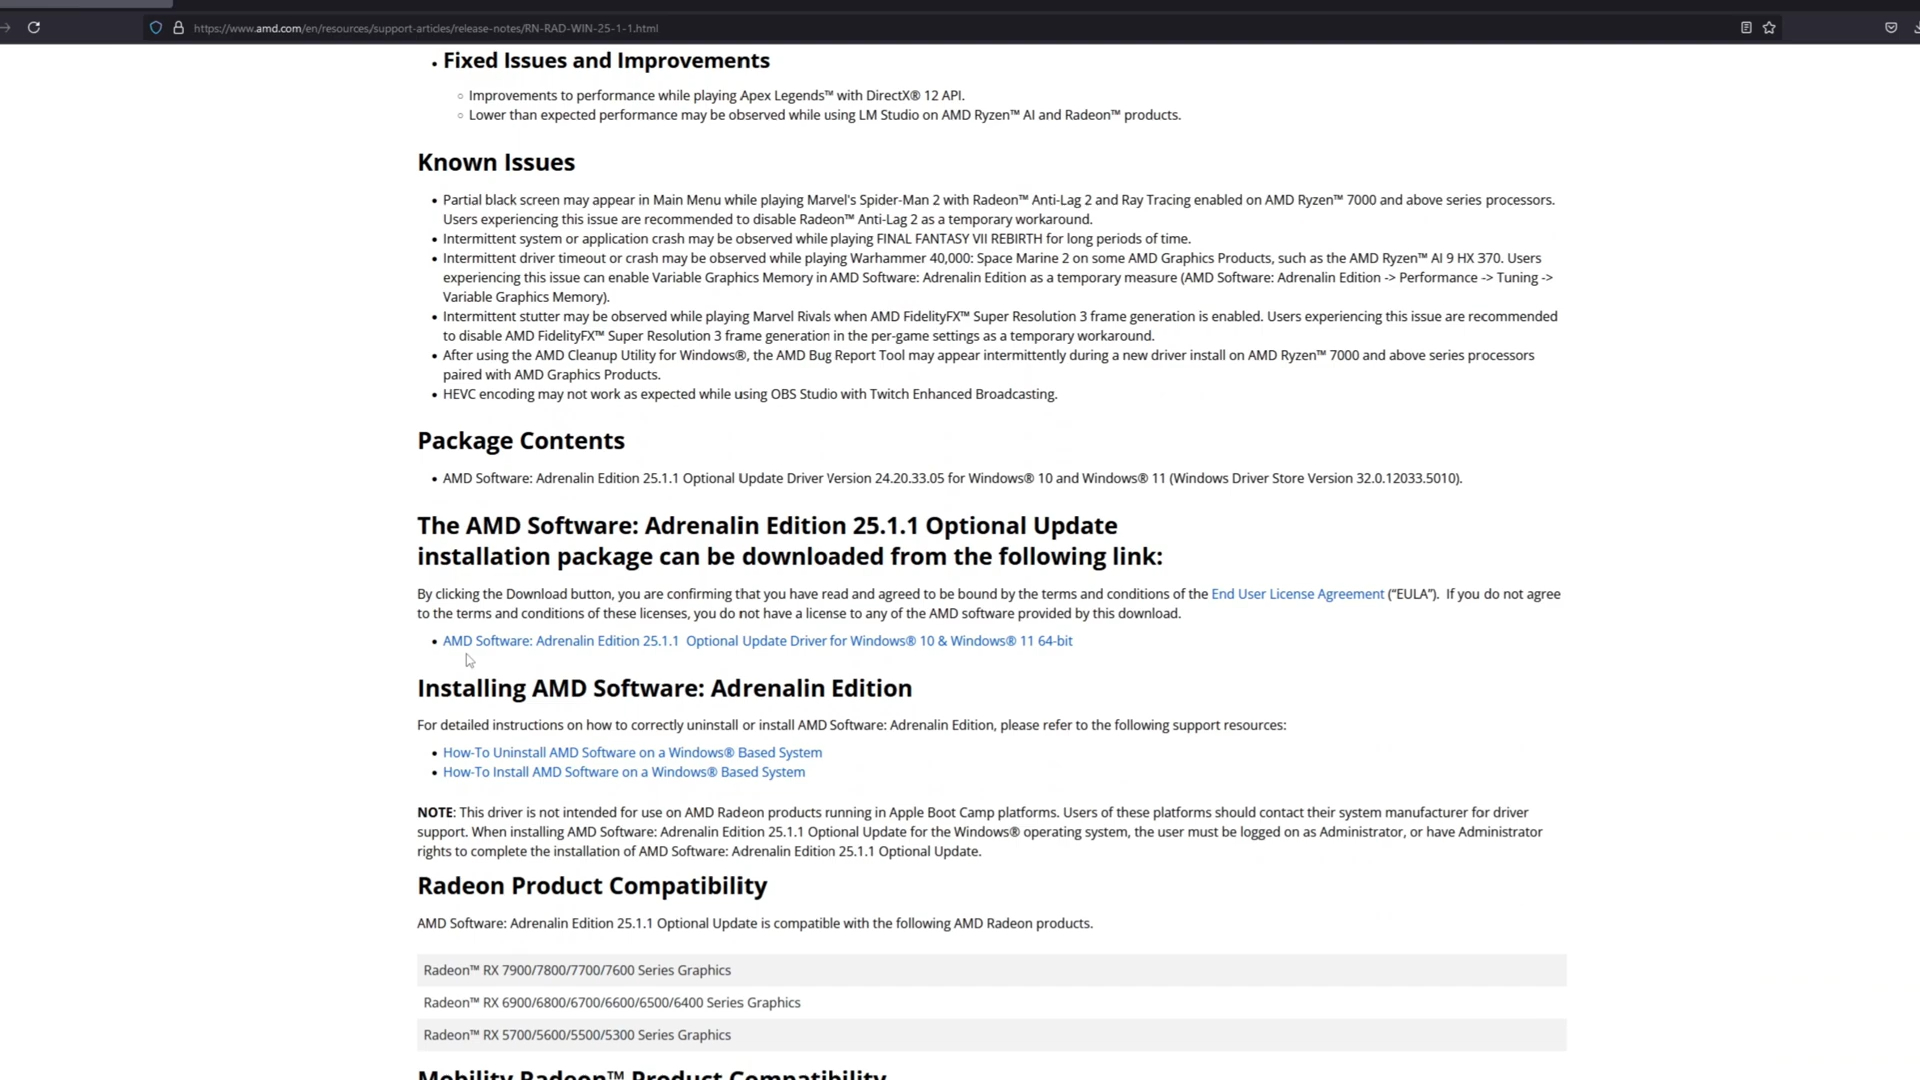 https://www.amd.com/en/resources/support-articles/release-notes/RN-RAD-WIN-25-1-1.html
• Fixed Issues and Improvements
○ Improvements to performance while playing Apex Legends™ with DirectX® 12 API.
○ Lower than expected performance may be observed while using LM Studio on AMD Ryzen™ AI and Radeon™ products.
Known Issues
• Partial black screen may appear in Main Menu while playing Marvel's Spider-Man 2 with Radeon™ Anti-Lag 2 and Ray Tracing enabled on AMD Ryzen™ 7000 and above series processors.
Users experiencing this issue are recommended to disable Radeon™ Anti-Lag 2 as a temporary workaround.
• Intermittent system or application crash may be observed while playing FINAL FANTASY VII REBIRTH for long periods of time.
• Intermittent driver timeout or crash may be observed while playing Warhammer 40,000: Space Marine 2 on some AMD Graphics Products, such as the AMD Ryzen™ AI 9 HX 370. Users
experiencing this issue can enable Variable Graphics Memory in AMD Software: Adrenalin Edition as a temporary measure (AMD Software: Adrenalin Edition -> Performance -> Tuning ->
Variable Graphics Memory).
• Intermittent stutter may be observed while playing Marvel Rivals when AMD FidelityFX™ Super Resolution 3 frame generation is enabled. Users experiencing this issue are recommended
to disable AMD FidelityFX™ Super Resolution 3 frame generation in the per-game settings as a temporary workaround.
• After using the AMD Cleanup Utility for Windows®, the AMD Bug Report Tool may appear intermittently during a new driver install on AMD Ryzen™ 7000 and above series processors
paired with AMD Graphics Products.
• HEVC encoding may not work as expected while using OBS Studio with Twitch Enhanced Broadcasting.
Package Contents
• AMD Software: Adrenalin Edition 25.1.1 Optional Update Driver Version 24.20.33.05 for Windows® 10 and Windows® 11 (Windows Driver Store Version 32.0.12033.5010).
The AMD Software: Adrenalin Edition 25.1.1 Optional Update
installation package can be downloaded from the following link:
By clicking the Download button, you are confirming that you have read and agreed to be bound by the terms and conditions of the End User License Agreement (“EULA”). If you do not agree
to the terms and conditions of these licenses, you do not have a license to any of the AMD software provided by this download.
• AMD Software: Adrenalin Edition 25.1.1 Optional Update Driver for Windows® 10 & Windows® 11 64-bit
Installing AMD Software: Adrenalin Edition
For detailed instructions on how to correctly uninstall or install AMD Software: Adrenalin Edition, please refer to the following support resources:
• How-To Uninstall AMD Software on a Windows® Based System
• How-To Install AMD Software on a Windows® Based System
NOTE: This driver is not intended for use on AMD Radeon products running in Apple Boot Camp platforms. Users of these platforms should contact their system manufacturer for driver
support. When installing AMD Software: Adrenalin Edition 25.1.1 Optional Update for the Windows® operating system, the user must be logged on as Administrator, or have Administrator
rights to complete the installation of AMD Software: Adrenalin Edition 25.1.1 Optional Update.
Radeon Product Compatibility
AMD Software: Adrenalin Edition 25.1.1 Optional Update is compatible with the following AMD Radeon products.
Radeon™ RX 7900/7800/7700/7600 Series Graphics
Radeon™ RX 6900/6800/6700/6600/6500/6400 Series Graphics
Radeon™ RX 5700/5600/5500/5300 Series Graphics
Mobility Radeon™ Product Compatibility